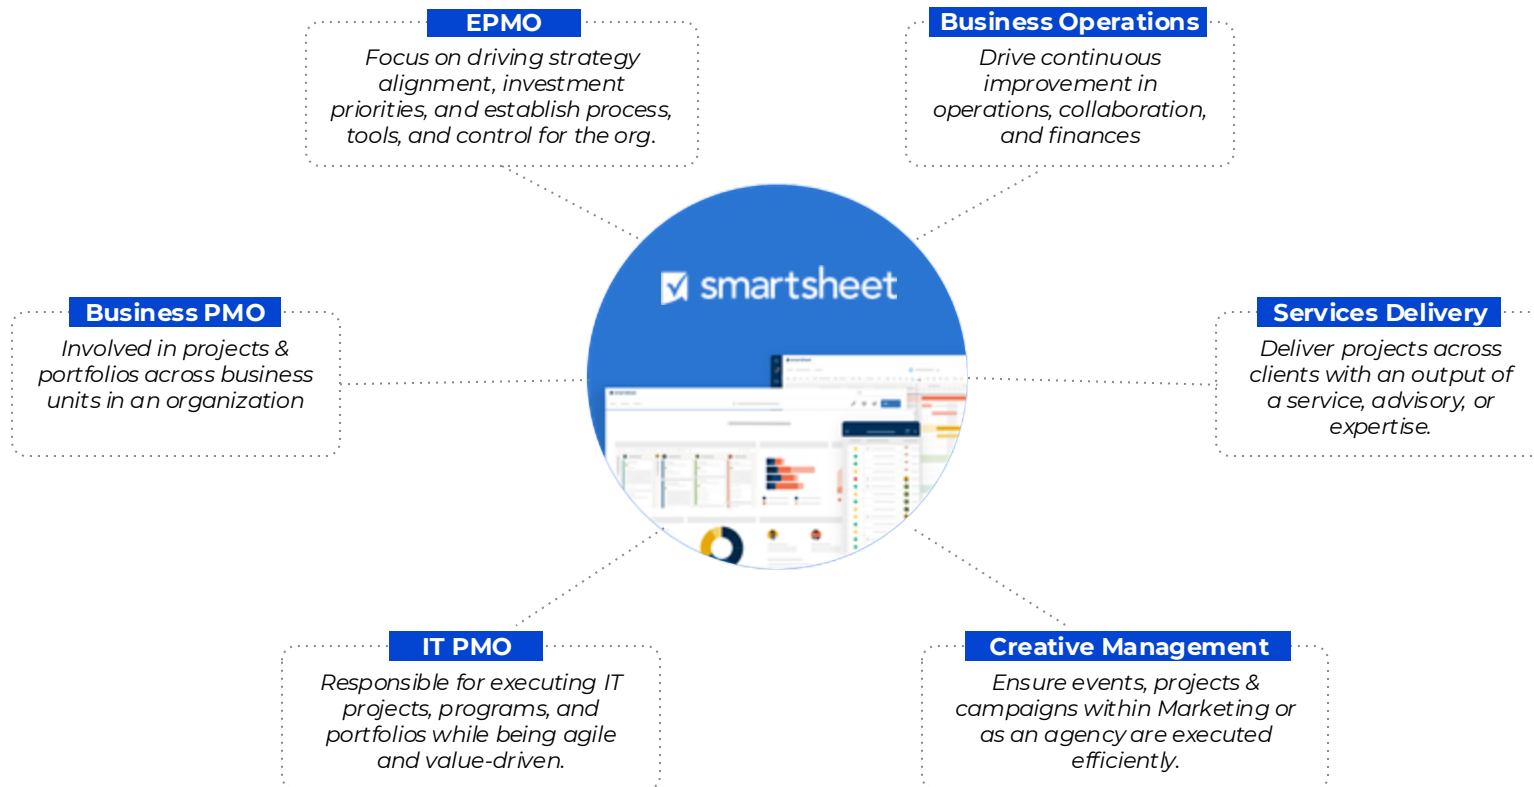 EPMO
Focus on driving strategy
alignment, investment
priorities, and establish process,
tools, and control for the org.
Business Operations
Drive continuous
improvement in
operations, collaboration,
and finances
smartsheet
Business PMO
Involved in projects &
portfolios across business
units in an organization
Services Delivery
Deliver projects across
clients with an output of
a service, advisory, or
expertise.
IT PMO
Responsible for executing IT
projects, programs, and
portfolios while being agile
and value-driven.
Creative Management
Ensure events, projects &
campaigns within Marketing or
as an agency are executed
efficiently.